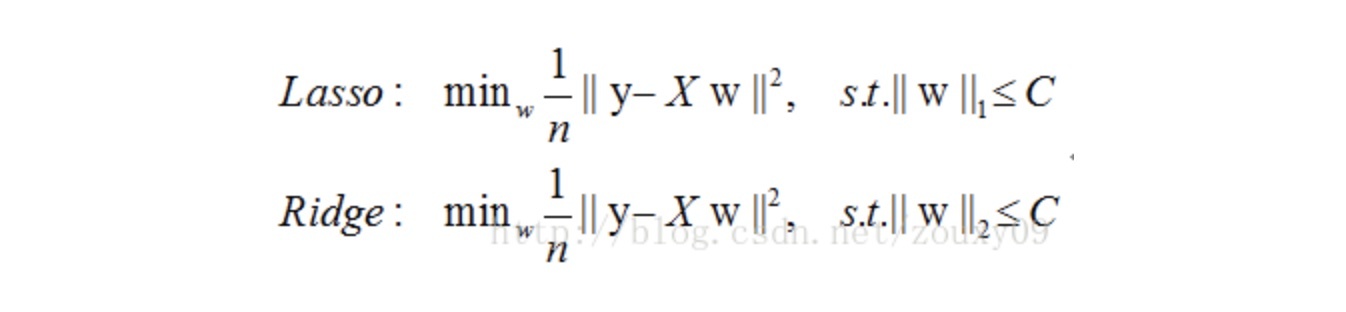 Lasso: min_w 1/n || y– X w ||², s.t.|| w ||₁≤ C
Ridge: min_w 1/n || y– X w ||², s.t.|| w ||₂≤ C
http://blog.csdn.net/zouxy09